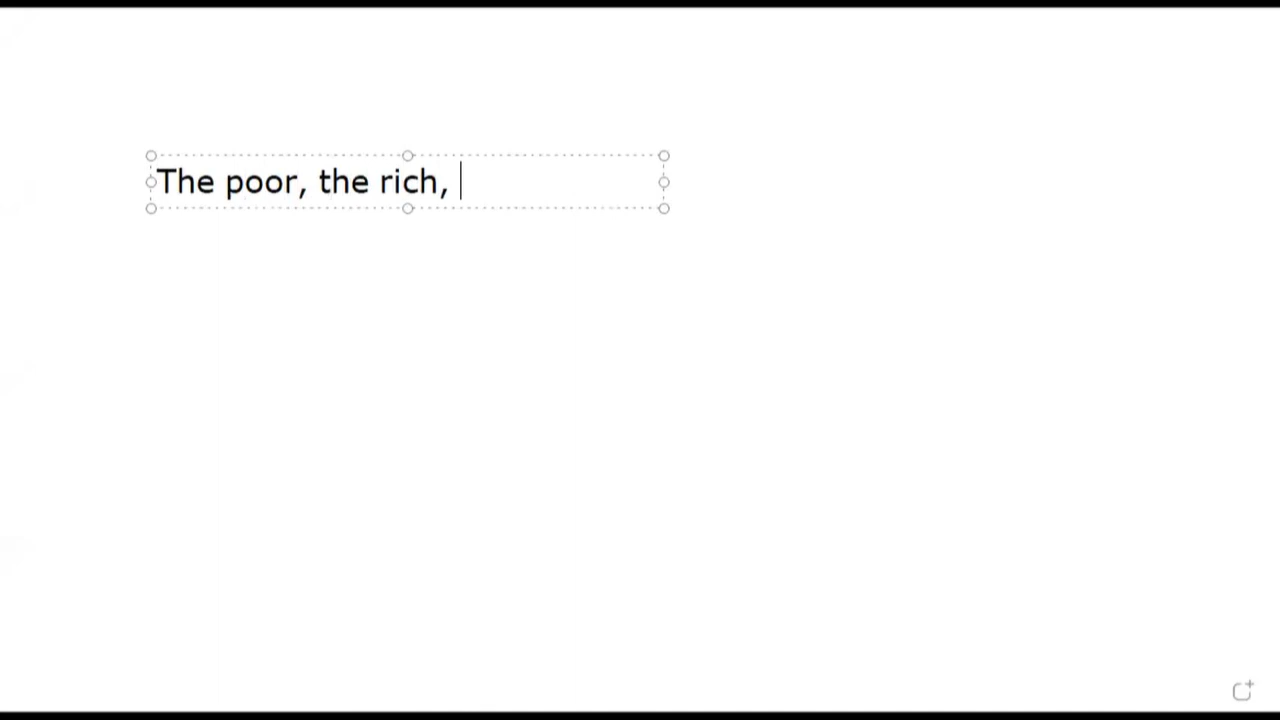 The poor, the rich,